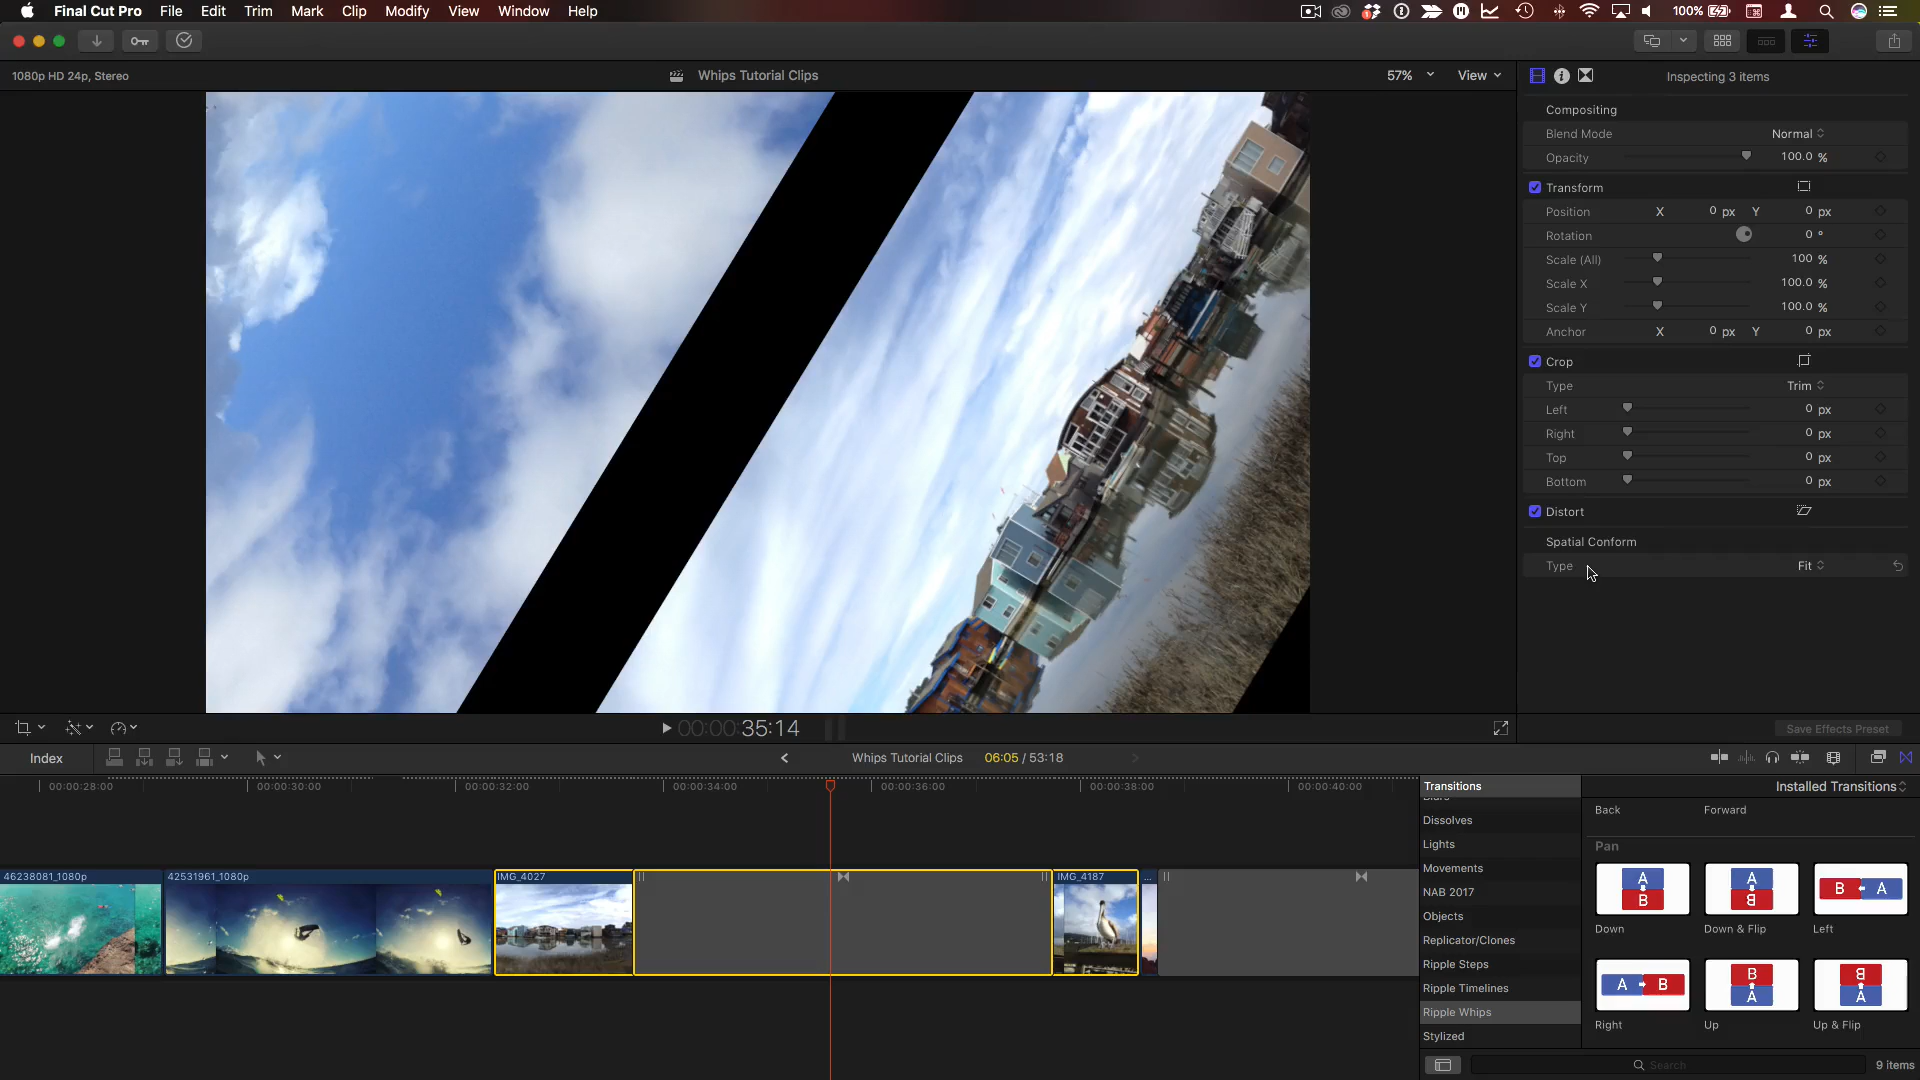 Final Cut Pro File Edit Trim Mark Clip Modify View Window Help 100%
1080p HD 24p, Stereo
Whips Tutorial Clips
57%
View
Inspecting 3 items
Compositing
Blend Mode Normal
Opacity 100.0 %
Transform
Position X 0 px Y 0 px
Rotation 0 °
Scale (All) 100 %
Scale X 100.0 %
Scale Y 100.0 %
Anchor X 0 px Y 0 px
Crop
Type Trim
Left 0 px
Right 0 px
Top 0 px
Bottom 0 px
Distort
Spatial Conform
Type Fit
00:00:35:14
Save Effects Preset
Index
Whips Tutorial Clips 06:05 / 53:18
00:00:28:00 00:00:30:00 00:00:32:00 00:00:34:00 00:00:36:00 00:00:38:00 00:00:40:00
46238081_1080p 42531961_1080p IMG_4027 IMG_4187 ...
Transitions
Installed Transitions
Dissolves
Lights
Movements
NAB 2017
Objects
Replicator/Clones
Ripple Steps
Ripple Timelines
Ripple Whips
Stylized
Back Forward
Pan
A B A B B A
Down Down & Flip Left
A B B A B A
Right Up Up & Flip
Search
9 items